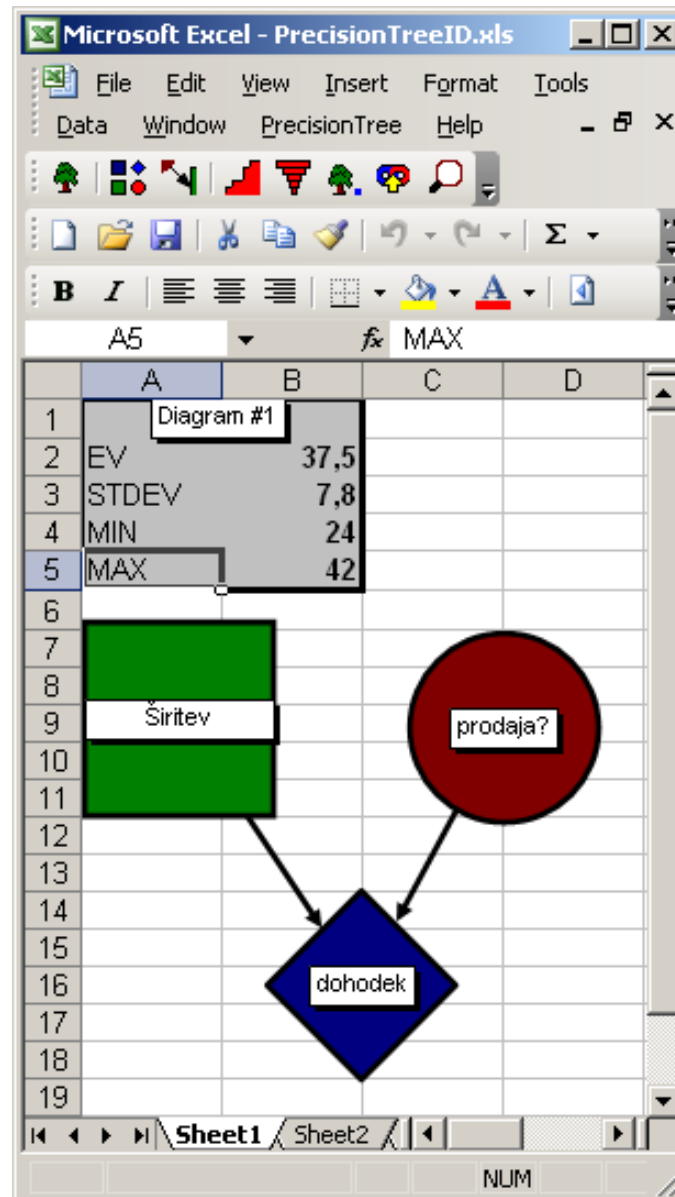 Microsoft Excel - PrecisionTreeID.xls
File Edit View Insert Format Tools
Data Window PrecisionTree Help
Σ
B I A
A5 fx MAX
A B C D
1 Diagram #1
2 EV 37,5
3 STDEV 7,8
4 MIN 24
5 MAX 42
6
7
8
9 Širitev prodaja?
10
11
12
13
14
15
16 dohodek
17
18
19
Sheet1 Sheet2
NUM